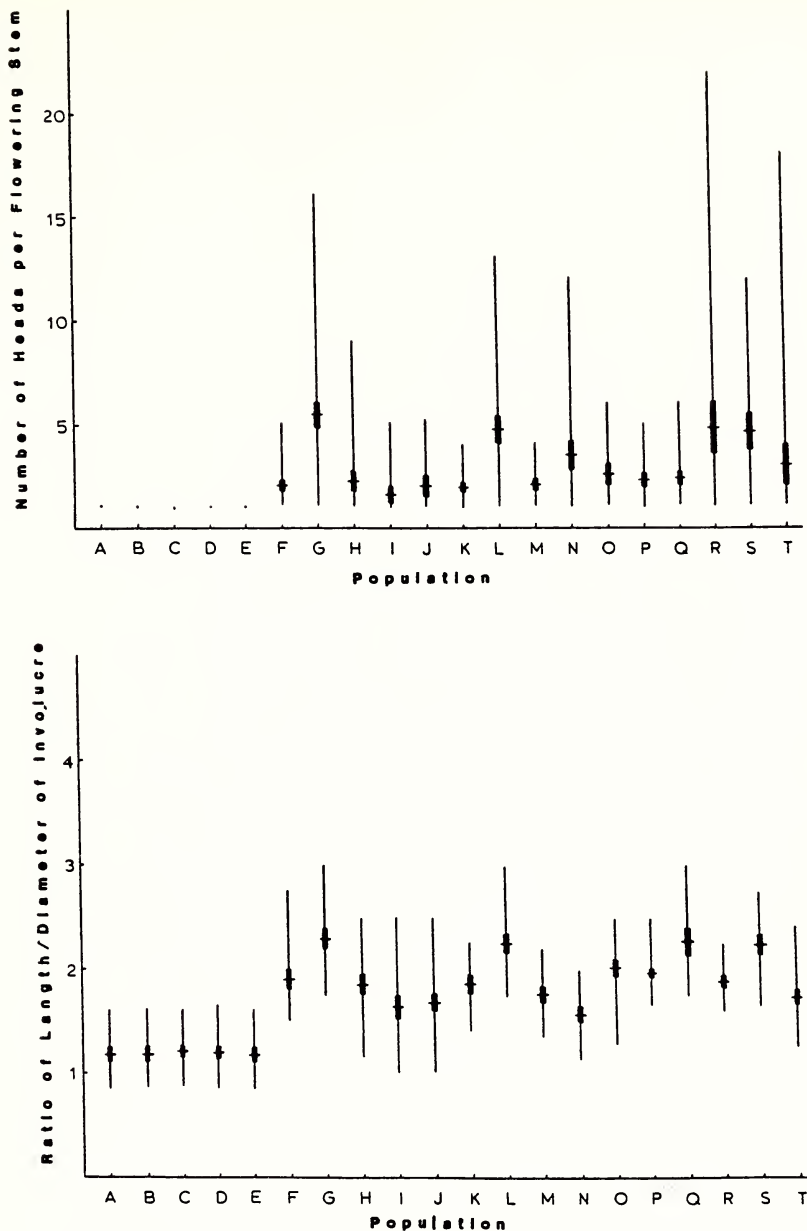 Number of Heads per Flowering Stem
20
15
10
5
A B C D E F G H I J K L M N O P Q R S T
Population
Ratio of Length/Diameter of Involucre
4
3
2
1
A B C D E F G H I J K L M N O P Q R S T
Population